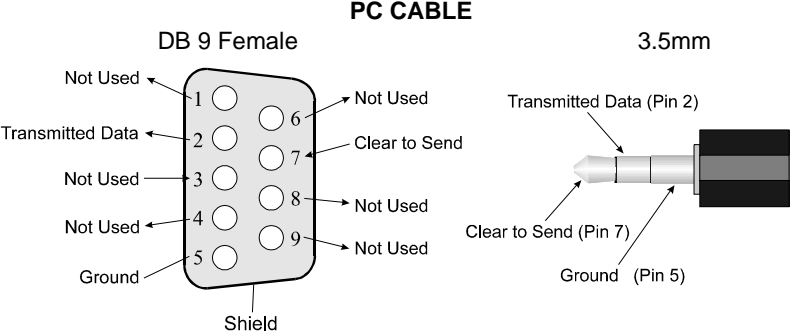 PC CABLE
DB 9 Female
3.5mm
Not Used
1
6
Not Used
Transmitted Data
2
7
Clear to Send
Not Used
3
8
Not Used
Not Used
4
9
Not Used
Ground
5
Shield
Transmitted Data (Pin 2)
Clear to Send (Pin 7)
Ground (Pin 5)